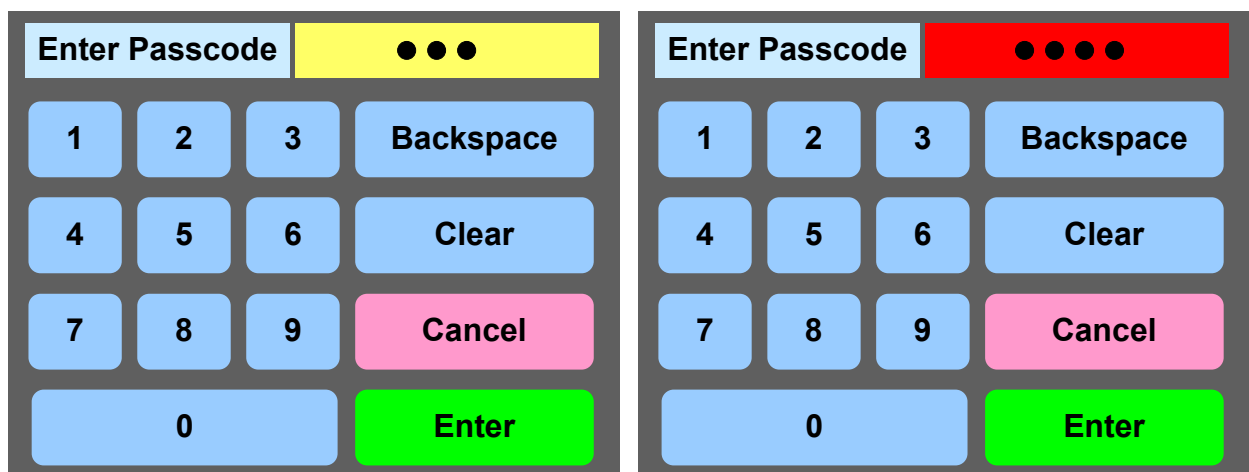 Enter Passcode ●●●
1 2 3 Backspace
4 5 6 Clear
7 8 9 Cancel
0 Enter
Enter Passcode ●●●●
1 2 3 Backspace
4 5 6 Clear
7 8 9 Cancel
0 Enter